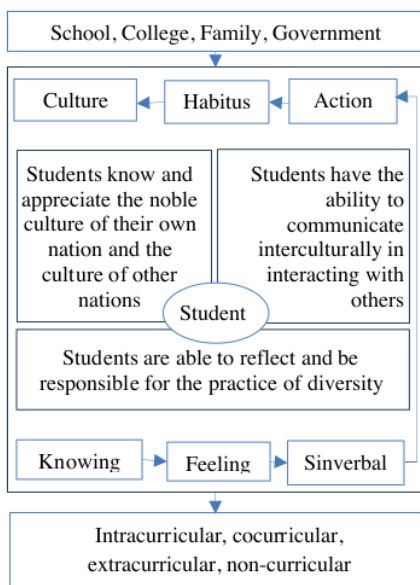 School, College, Family, Government
Culture
Habitus
Action
Students know and
appreciate the noble
culture of their own
nation and the
culture of other
nations
Students have the
ability to
communicate
interculturally in
interacting with
others
Student
Students are able to reflect and be
responsible for the practice of diversity
Knowing
Feeling
Sinverbal
Intracurricular, cocurricular,
extracurricular, non-curricular